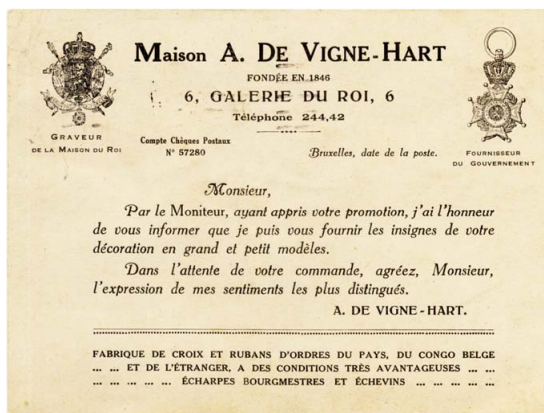 Maison A. De Vigne-Hart
FONDÉE EN 1846
6, GALERIE DU ROI, 6
Téléphone 244,42
GRAVEUR
DE LA MAISON DU ROI
Compte Chèques Postaux
N° 57280
Bruxelles, date de la poste.
FOURNISSEUR
DU GOUVERNEMENT
Monsieur,
Par le Moniteur, ayant appris votre promotion, j'ai l'honneur
de vous informer que je puis vous fournir les insignes de votre
décoration en grand et petit modèles.
Dans l'attente de votre commande, agréez, Monsieur,
l'expression de mes sentiments les plus distingués.
A. DE VIGNE-HART.
FABRIQUE DE CROIX ET RUBANS D'ORDRES DU PAYS, DU CONGO BELGE
... ... ET DE L'ÉTRANGER, A DES CONDITIONS TRÈS AVANTAGEUSES ... ...
... ... ... ... ... ÉCHARPES BOURGMESTRES ET ÉCHEVINS ... ... ... ... ...